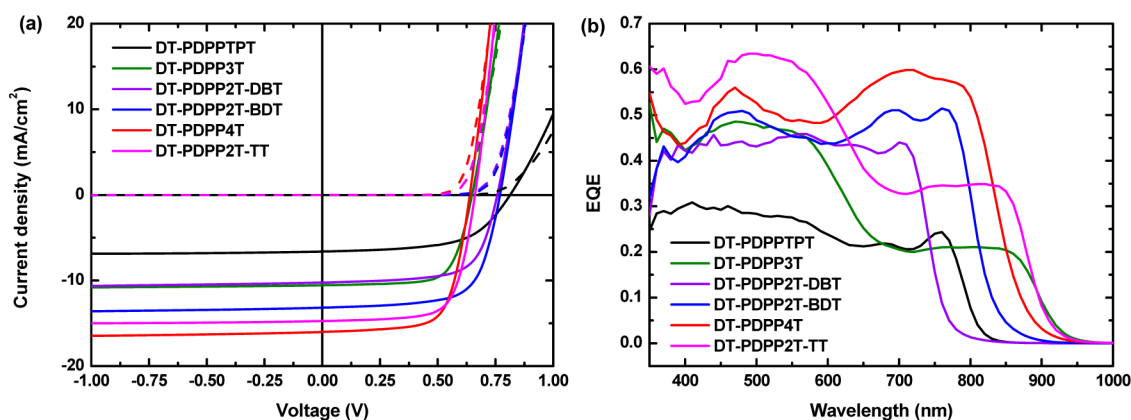 (a)
20
10
0
-10
-20
Current density (mA/cm²)
DT-PDPPTPT
DT-PDPP3T
DT-PDPP2T-DBT
DT-PDPP2T-BDT
DT-PDPP4T
DT-PDPP2T-TT
-1.00 -0.75 -0.50 -0.25 0.00 0.25 0.50 0.75 1.00
Voltage (V)
(b)
0.7
0.6
0.5
0.4
0.3
0.2
0.1
0.0
EQE
DT-PDPPTPT
DT-PDPP3T
DT-PDPP2T-DBT
DT-PDPP2T-BDT
DT-PDPP4T
DT-PDPP2T-TT
400 500 600 700 800 900 1000
Wavelength (nm)